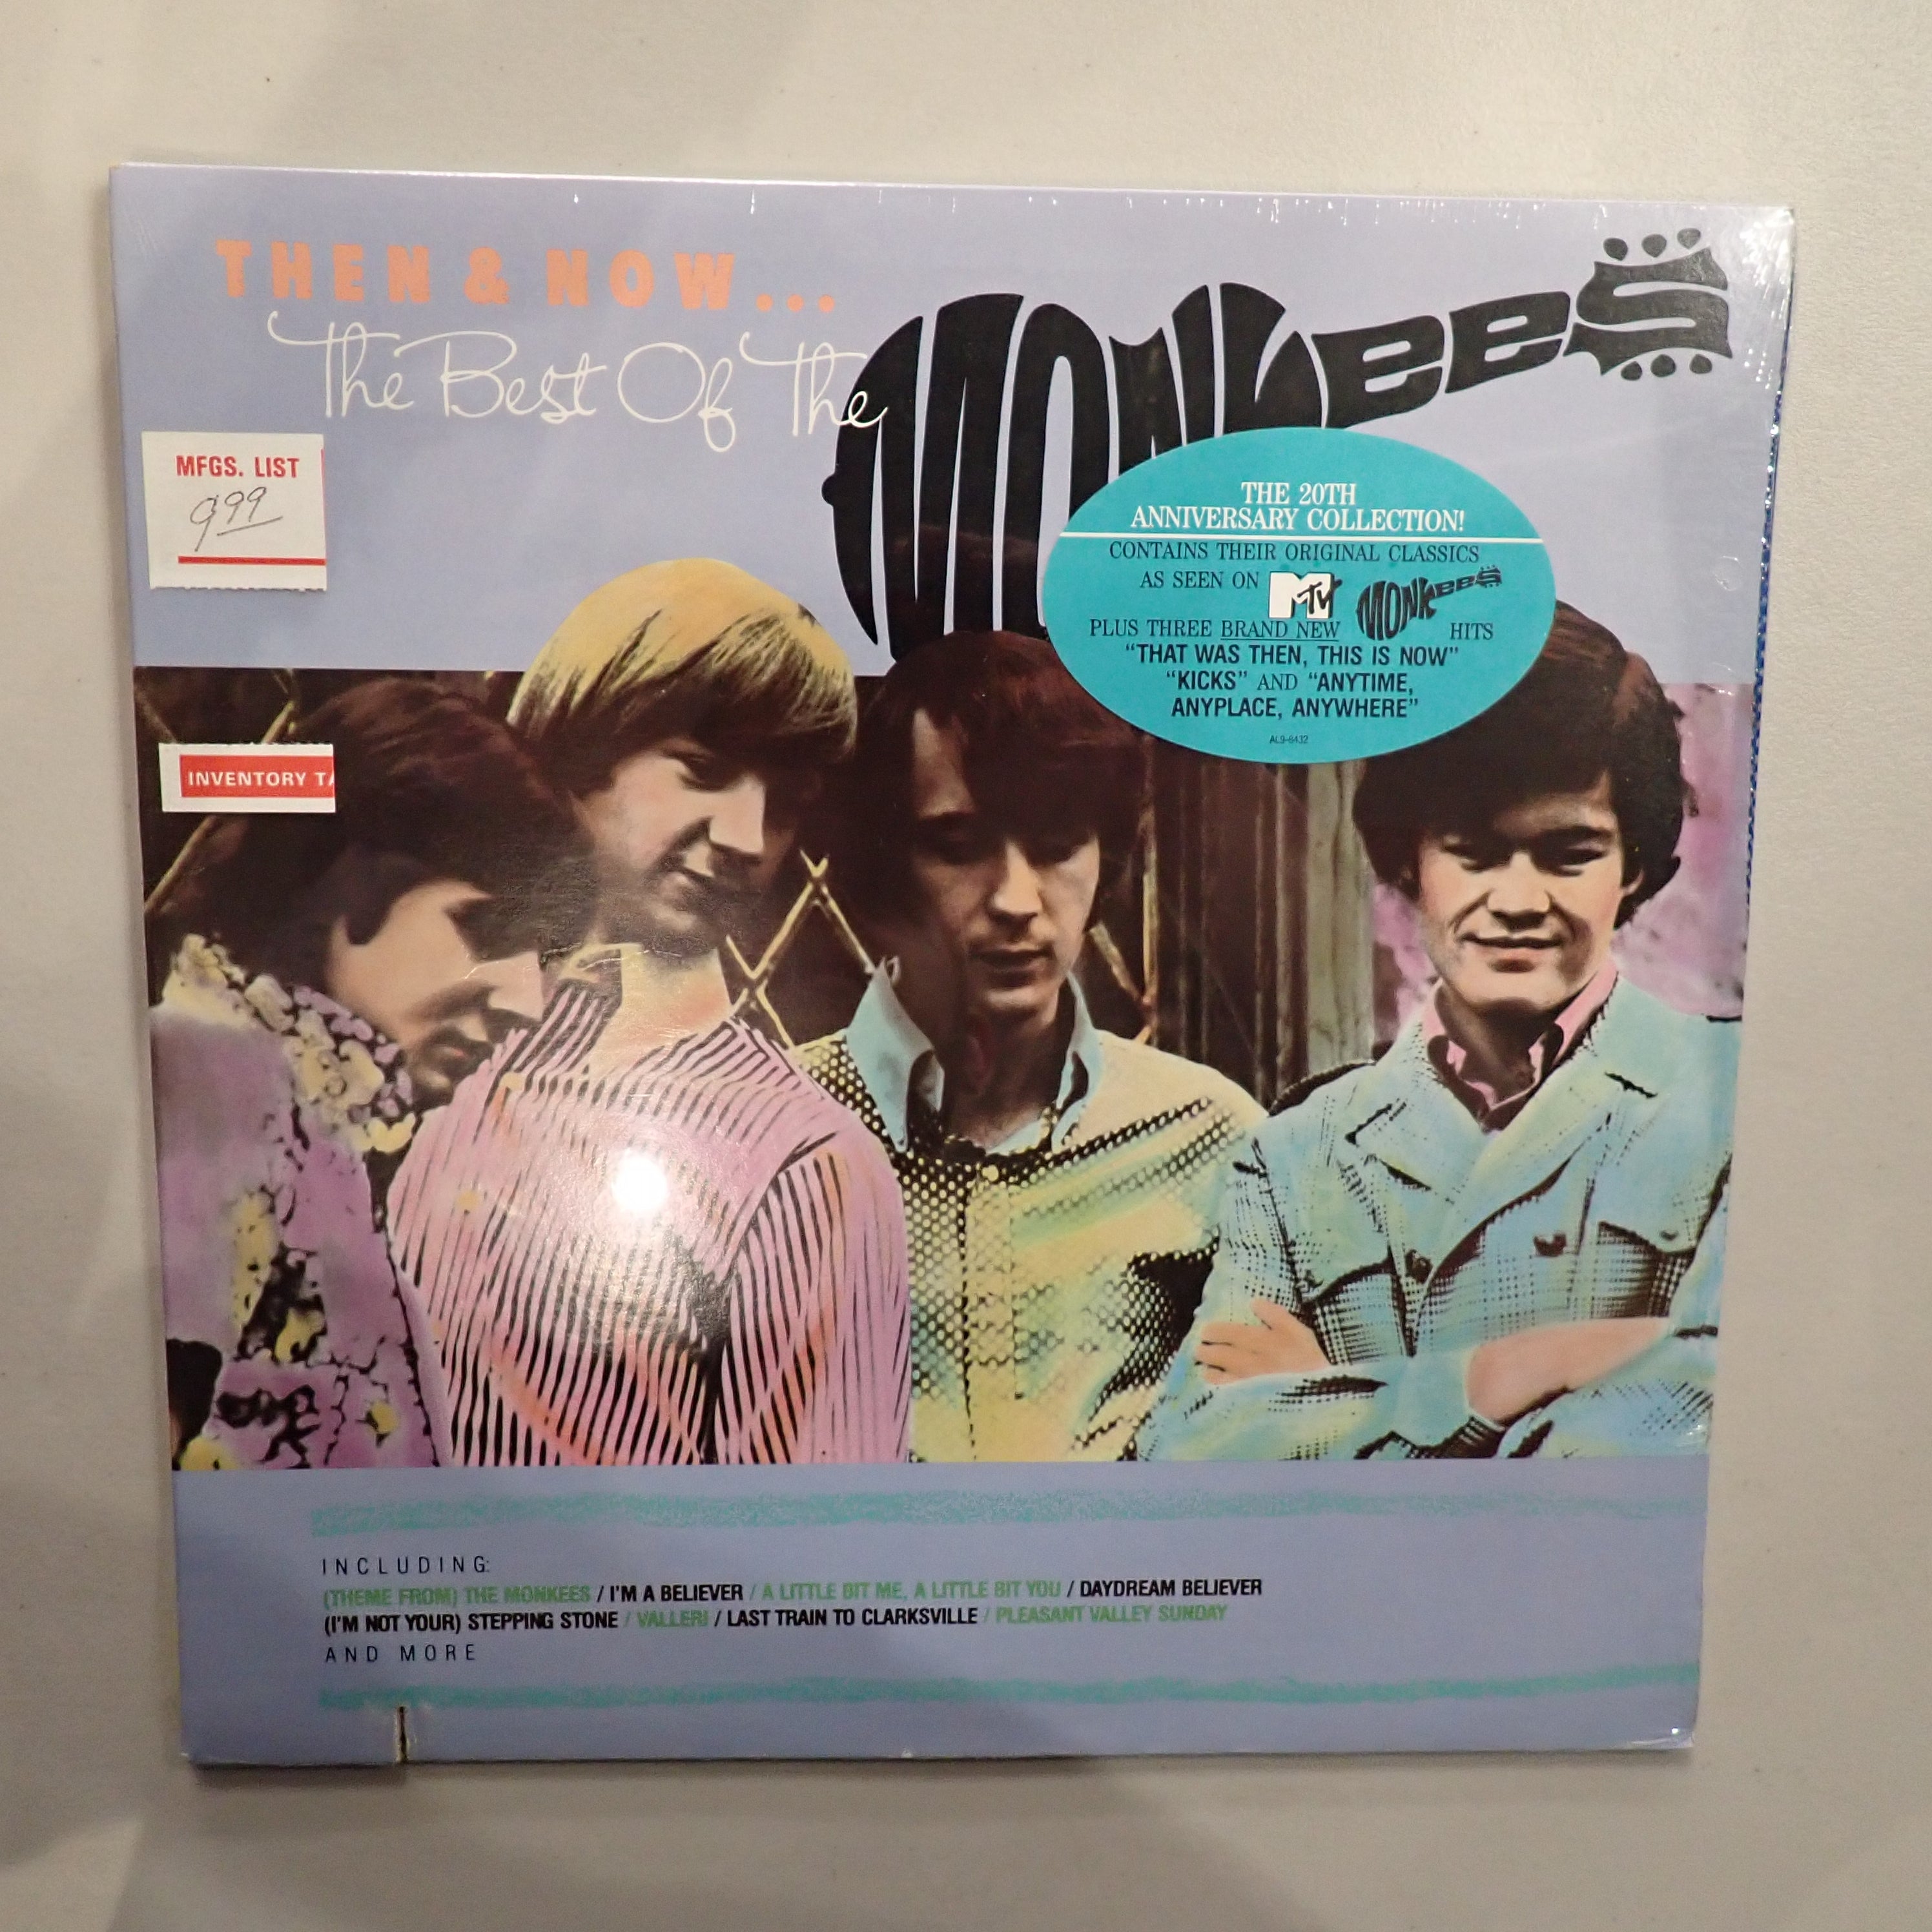 THEN & NOW...
The Best Of The MONKEES
MFGS. LIST
9.99
THE 20TH
ANNIVERSARY COLLECTION!
CONTAINS THEIR ORIGINAL CLASSICS
AS SEEN ON MTV MONKEES
PLUS THREE BRAND NEW HITS
"THAT WAS THEN, THIS IS NOW"
"KICKS" AND "ANYTIME,
ANYPLACE, ANYWHERE"
AL9-8432
INVENTORY TA
INCLUDING:
(THEME FROM) THE MONKEES / I'M A BELIEVER / A LITTLE BIT ME, A LITTLE BIT YOU / DAYDREAM BELIEVER
(I'M NOT YOUR) STEPPING STONE / VALLERI / LAST TRAIN TO CLARKSVILLE / PLEASANT VALLEY SUNDAY
AND MORE